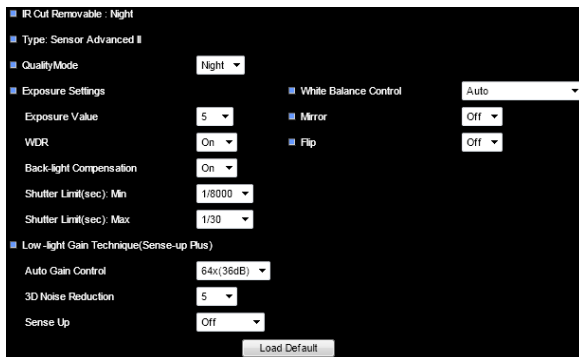 IR Cut Removable : Night
Type: Sensor Advanced II
QualityMode Night
Exposure Settings White Balance Control Auto
Exposure Value 5 Mirror Off
WDR On Flip Off
Back-light Compensation On
Shutter Limit(sec): Min 1/8000
Shutter Limit(sec): Max 1/30
Low-light Gain Technique(Sense-up Plus)
Auto Gain Control 64x(36dB)
3D Noise Reduction 5
Sense Up Off
Load Default